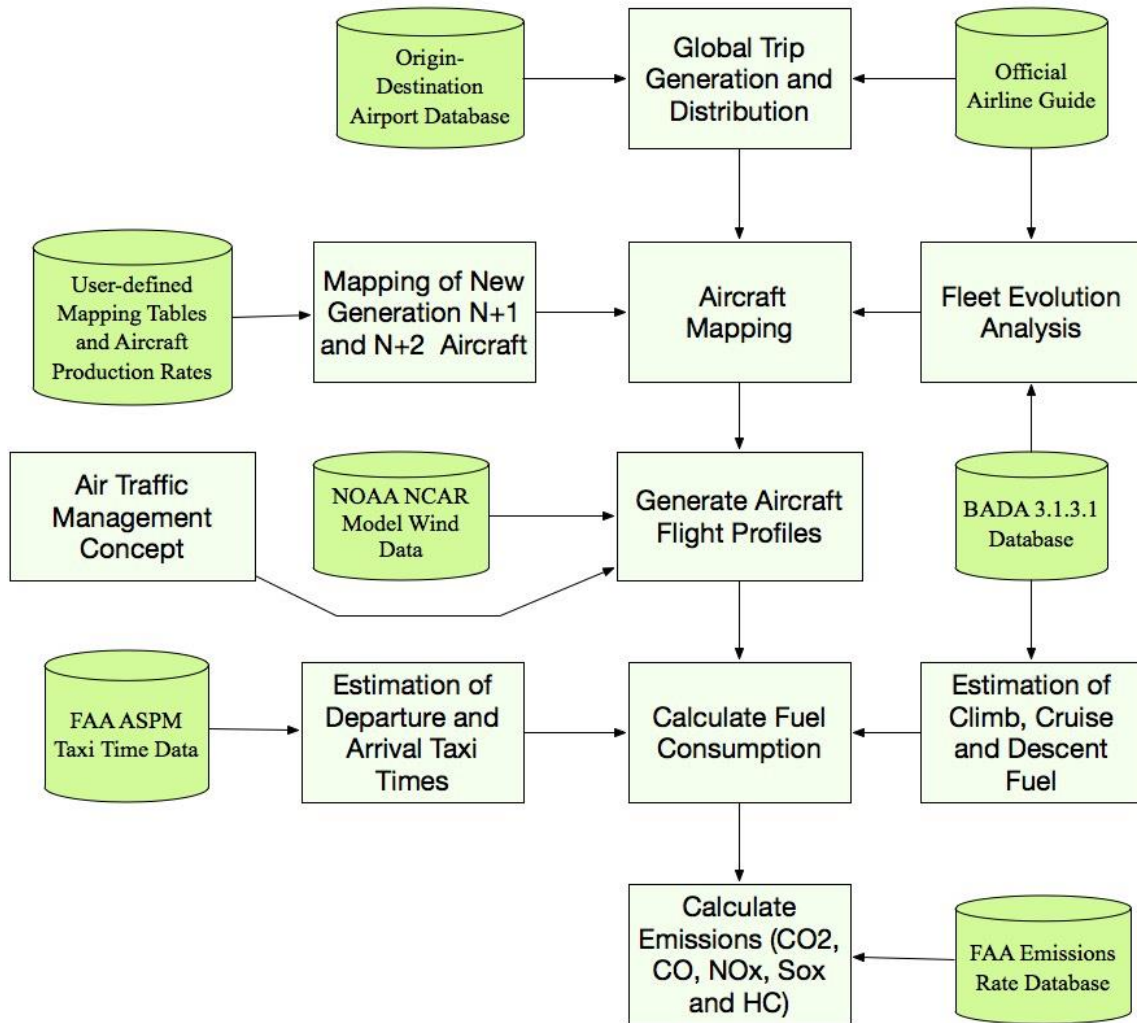 Origin-
Destination
Airport Database
Global Trip
Generation and
Distribution
Official
Airline Guide
User-defined
Mapping Tables
and Aircraft
Production Rates
Mapping of New
Generation N+1
and N+2 Aircraft
Aircraft
Mapping
Fleet Evolution
Analysis
Air Traffic
Management
Concept
NOAA NCAR
Model Wind
Data
Generate Aircraft
Flight Profiles
BADA 3.1.3.1
Database
FAA ASPM
Taxi Time Data
Estimation of
Departure and
Arrival Taxi
Times
Calculate Fuel
Consumption
Estimation of
Climb, Cruise
and Descent
Fuel
Calculate
Emissions (CO2,
CO, NOx, Sox
and HC)
FAA Emissions
Rate Database